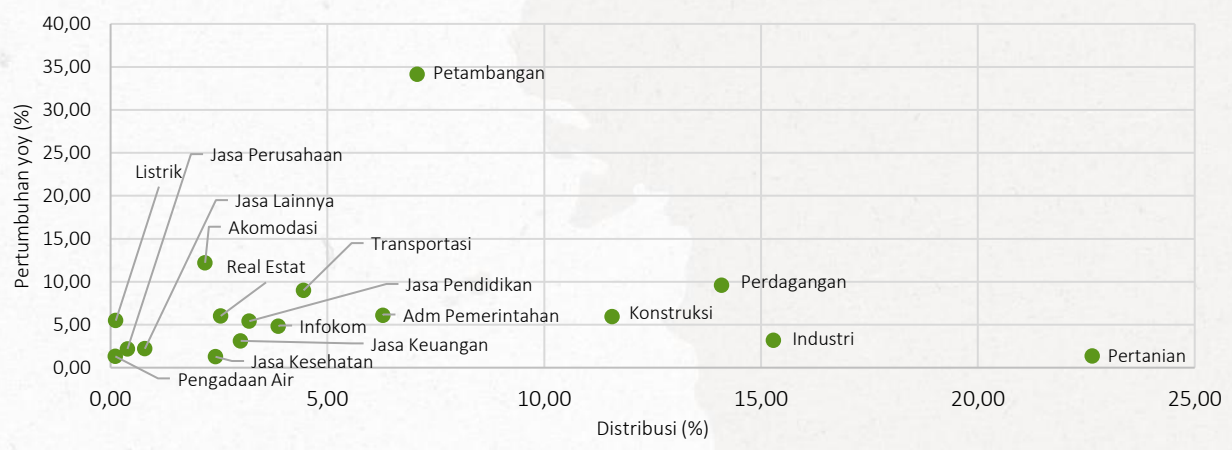 40,00
35,00
30,00
25,00
20,00
15,00
10,00
5,00
0,00
Pertumbuhan yoy (%)
Petambangan
Jasa Perusahaan
Listrik
Jasa Lainnya
Akomodasi
Transportasi
Real Estat
Jasa Pendidikan
Perdagangan
Adm Pemerintahan
Konstruksi
Infokom
Industri
Jasa Keuangan
Pertanian
Jasa Kesehatan
Pengadaan Air
0,00 5,00 10,00 15,00 20,00 25,00
Distribusi (%)